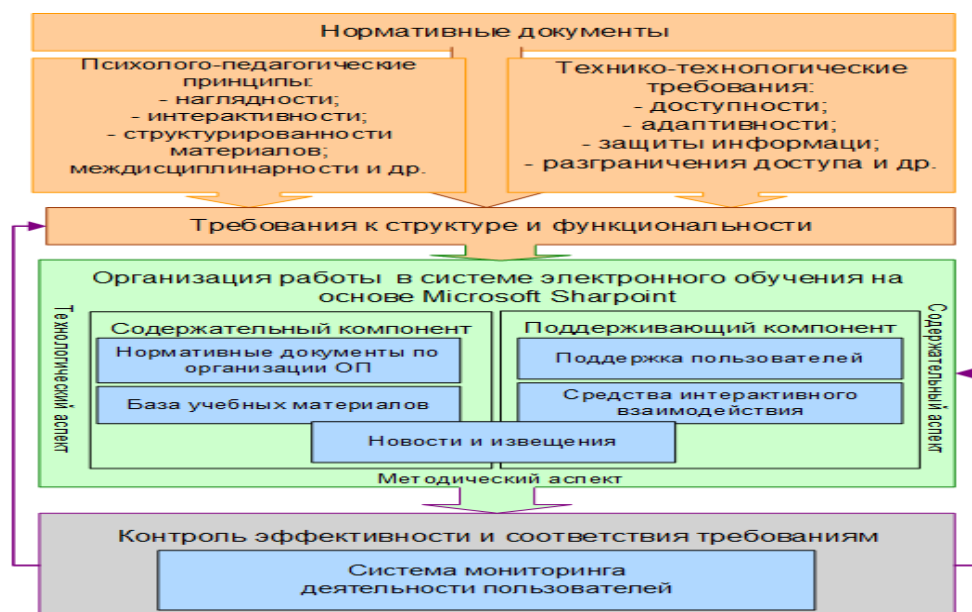 Нормативные документы
Психолого-педагогические
принципы:
- наглядности;
- интерактивности;
- структурированности
материалов;
междисциплинарности и др.
Технико-технологические
требования:
- доступности;
- адаптивности;
- защиты информаци;
- разграничения доступа и др.
Требования к структуре и функциональности
Организация работы в системе электронного обучения на
основе Microsoft Sharpoint
Технологический аспект
Содержательный компонент
Нормативные документы по
организации ОП
База учебных материалов
Поддерживающий компонент
Поддержка пользователей
Средства интерактивного
взаимодействия
Новости и извещения
Содержательный аспект
Методический аспект
Контроль эффективности и соответствия требованиям
Система мониторинга
деятельности пользователей